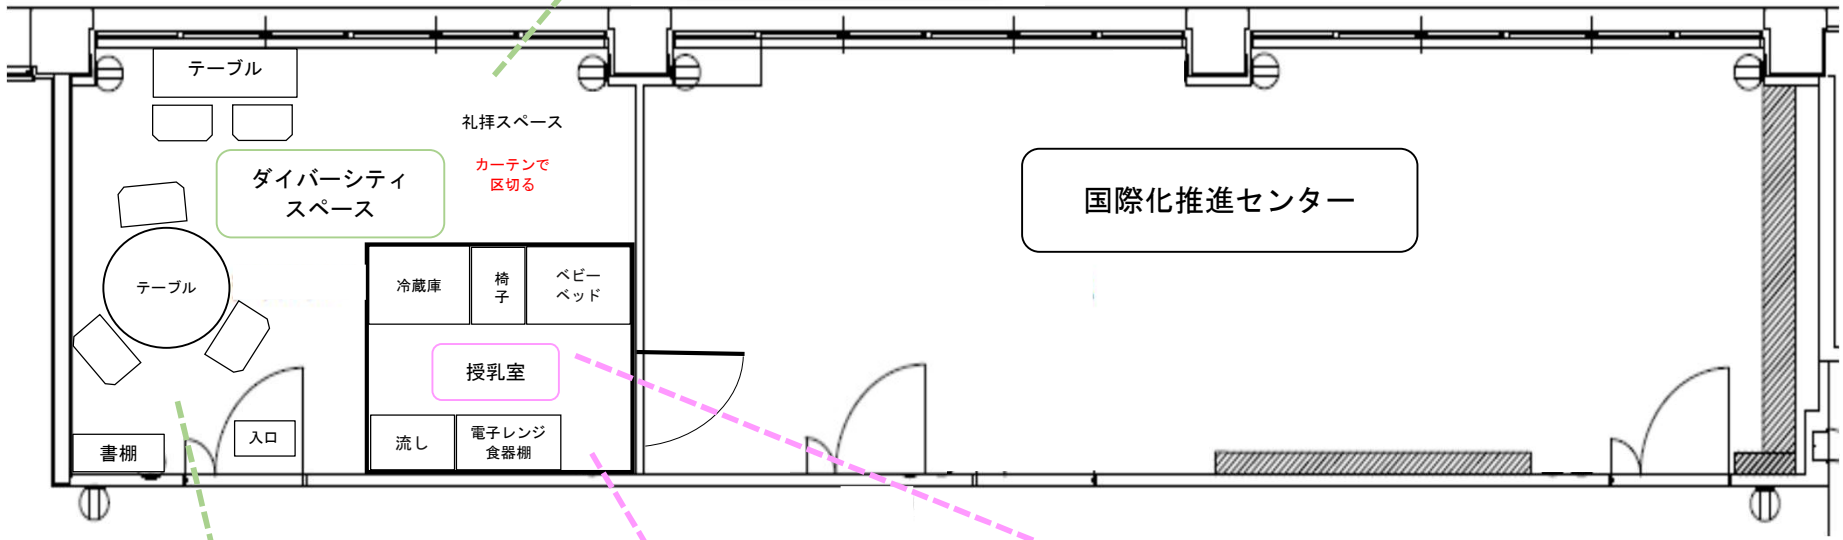 テーブル
礼拝スペース
カーテンで
区切る
ダイバーシティ
スペース
国際化推進センター
テーブル
冷蔵庫
椅
子
ベビー
ベッド
授乳室
書棚
入口
流し
電子レンジ
食器棚